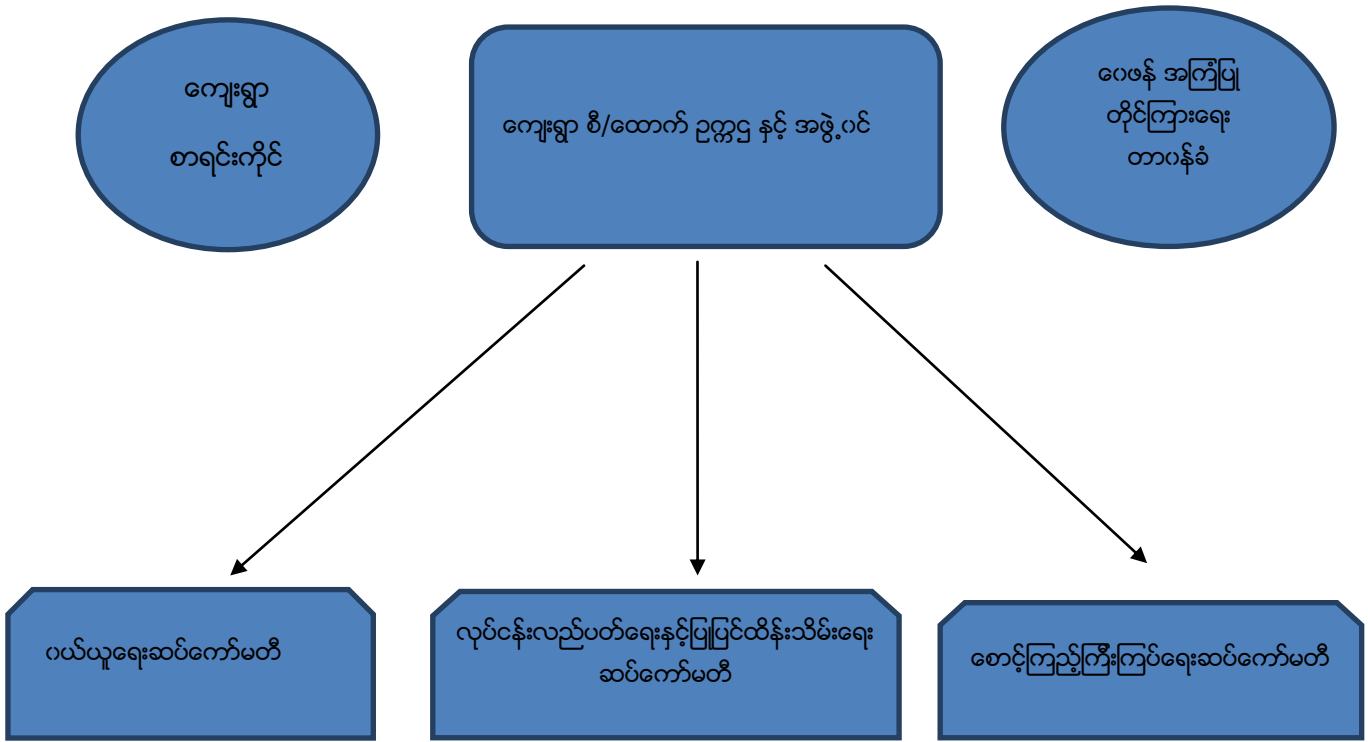 ကျေးရွာ
စာရင်းကိုင်
ကျေးရွာ စီ/ထောက် ဥက္ကဌ နှင့် အဖွဲ့ဝင်
ဝေဖန် အကြံပြု
တိုင်ကြားရေး
တာဝန်ခံ
ဝယ်ယူရေးဆပ်ကော်မတီ
လုပ်ငန်းလည်ပတ်ရေးနှင့်ပြုပြင်ထိန်းသိမ်းရေး
ဆပ်ကော်မတီ
စောင့်ကြည့်ကြီးကြပ်ရေးဆပ်ကော်မတီ